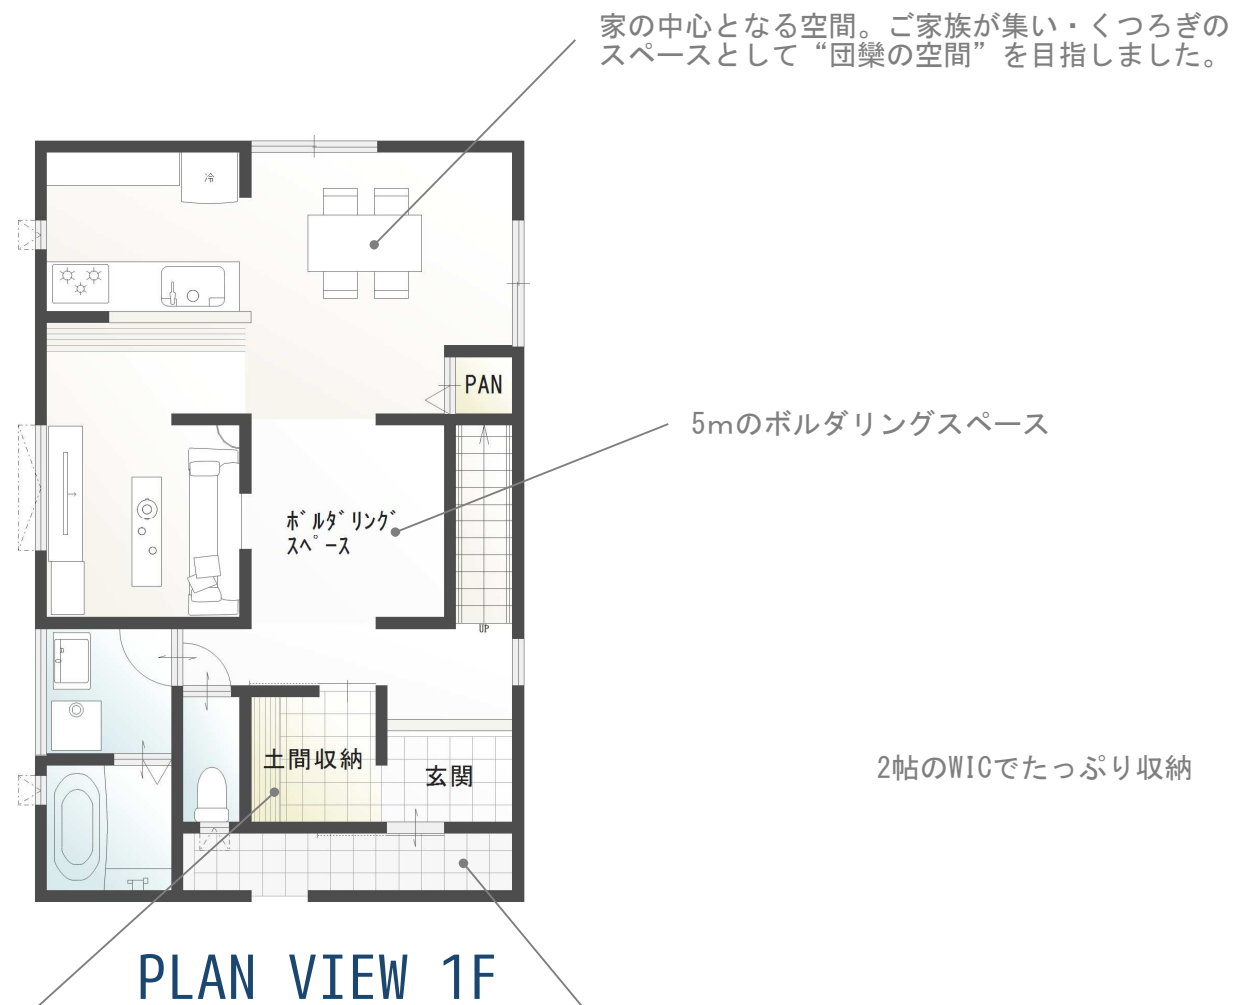 家の中心となる空間。ご家族が集い・くつろぎの
スペースとして“団欒の空間”を目指しました。
冷
PAN
5mのボルダリングスペース
ボルダリング
スペース
UP
土間収納
玄関
2帖のWICでたっぷり収納
PLAN VIEW 1F